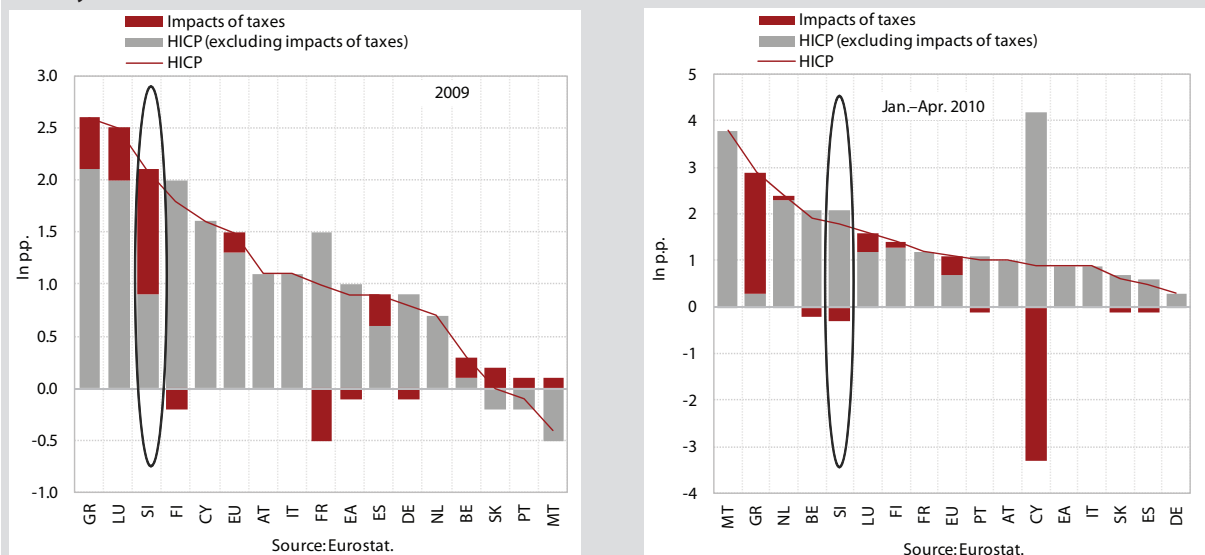 Impacts of taxes
HICP (excluding impacts of taxes)
HICP
2009
In p.p.
3.0
2.5
2.0
1.5
1.0
0.5
0.0
-0.5
-1.0
GR LU SI FI CY EU AT IT FR EA ES DE NL BE SK PT MT
Source: Eurostat.
Impacts of taxes
HICP (excluding impacts of taxes)
HICP
Jan.–Apr. 2010
In p.p.
5
4
3
2
1
0
-1
-2
-3
-4
MT GR NL BE SI LU FI FR EU PT AT CY EA IT SK ES DE
Source: Eurostat.